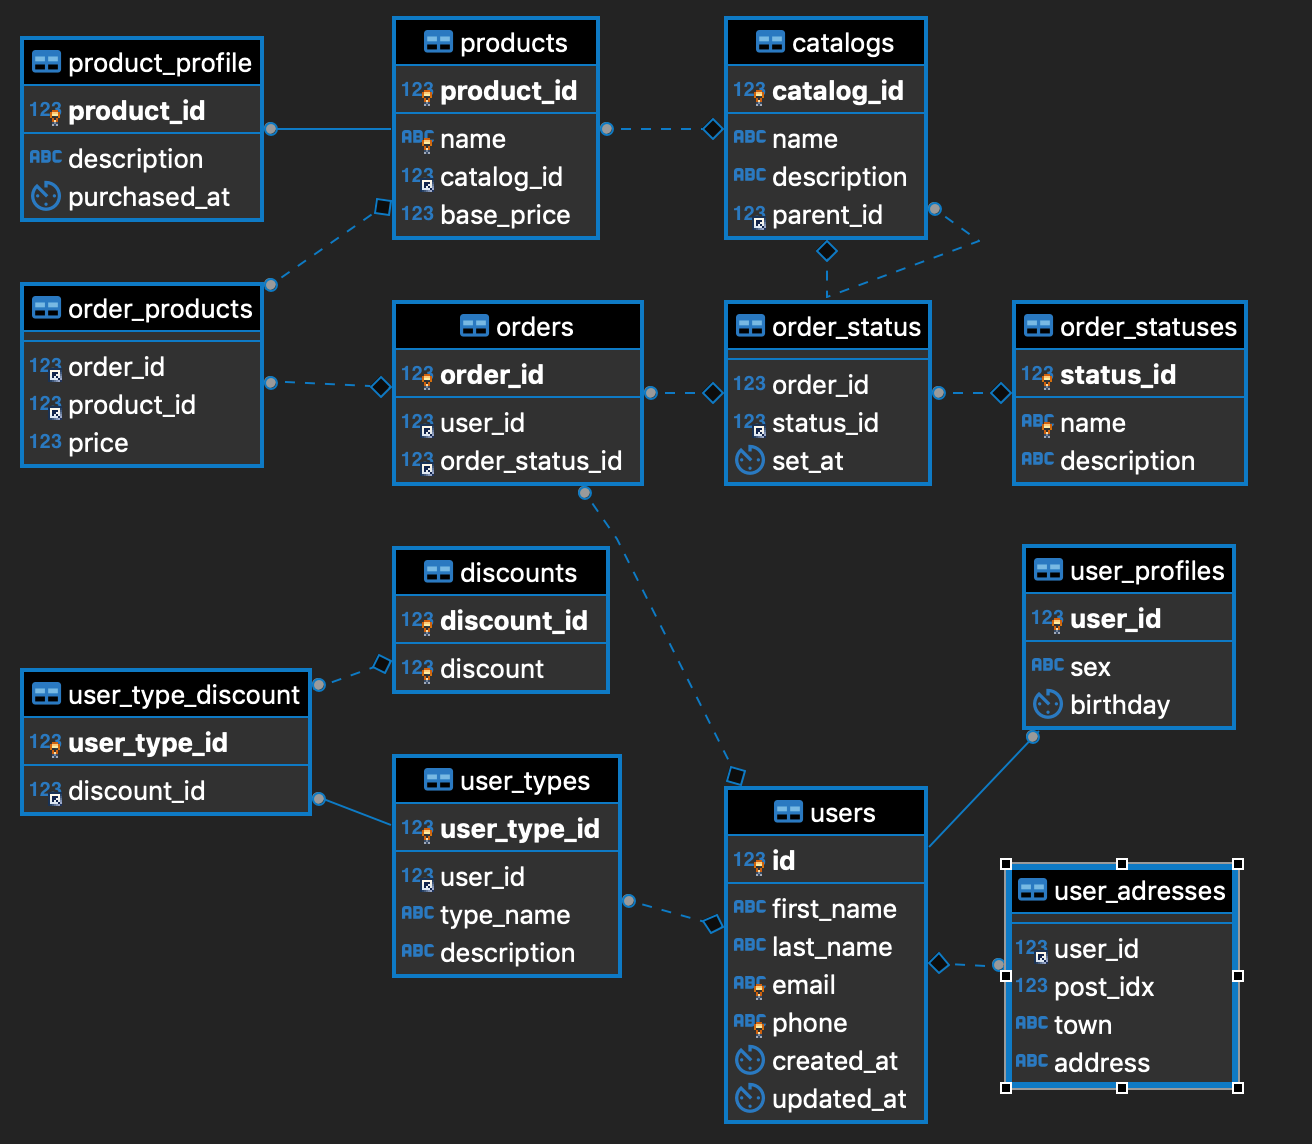 product_profile
123 product_id
ABC description
purchased_at
products
123 product_id
ABC name
123 catalog_id
123 base_price
catalogs
123 catalog_id
ABC name
ABC description
123 parent_id
order_products
123 order_id
123 product_id
123 price
orders
123 order_id
123 user_id
123 order_status_id
order_status
123 order_id
123 status_id
set_at
order_statuses
123 status_id
ABC name
ABC description
discounts
123 discount_id
123 discount
user_profiles
123 user_id
ABC sex
birthday
user_type_discount
123 user_type_id
123 discount_id
user_types
123 user_type_id
123 user_id
ABC type_name
ABC description
users
123 id
ABC first_name
ABC last_name
ABC email
ABC phone
created_at
updated_at
user_adresses
123 user_id
123 post_idx
ABC town
ABC address